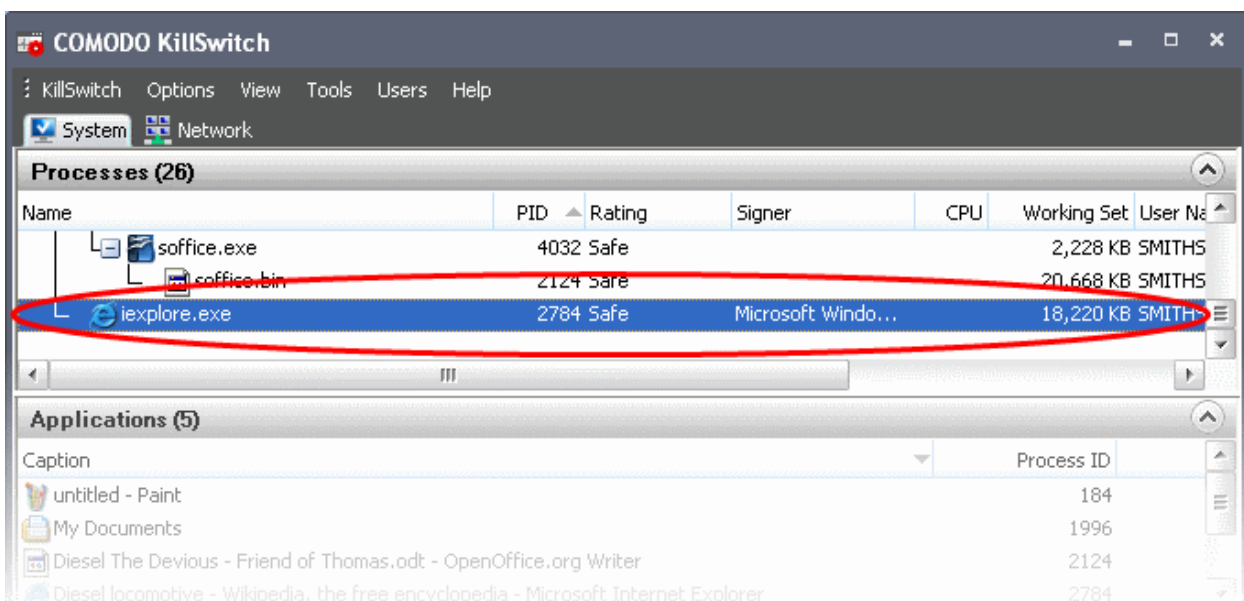 COMODO KillSwitch
KillSwitch Options View Tools Users Help
System Network
Processes (26)
Name PID Rating Signer CPU Working Set User Na
soffice.exe 4032 Safe 2,228 KB SMITHS
soffice.bin 2124 Safe 20,668 KB SMITHS
iexplore.exe 2784 Safe Microsoft Windo... 18,220 KB SMITHS
Applications (5)
Caption Process ID
untitled - Paint 184
My Documents 1996
Diesel The Devious - Friend of Thomas.odt - OpenOffice.org Writer 2124
Diesel locomotive - Wikipedia, the free encyclopedia - Microsoft Internet Explorer 2784